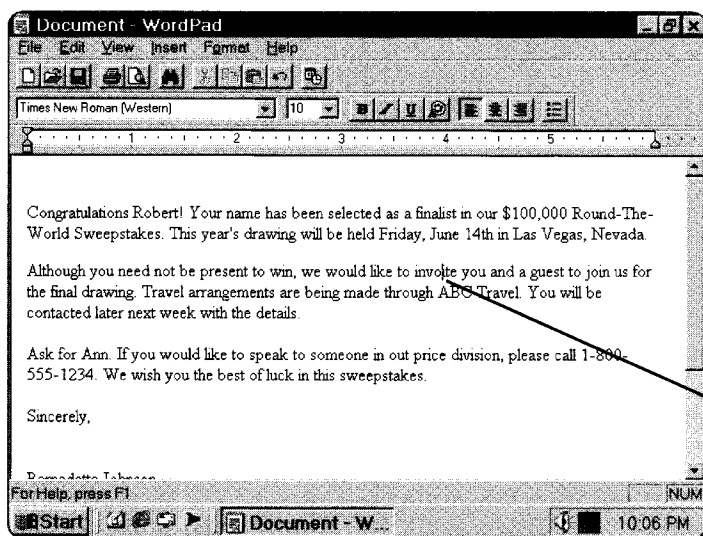 Document - WordPad
File Edit View Insert Format Help
Times New Roman (Western) 10 B / U
1 2 3 4 5
Congratulations Robert! Your name has been selected as a finalist in our $100,000 Round-The-
World Sweepstakes. This year's drawing will be held Friday, June 14th in Las Vegas, Nevada.
Although you need not be present to win, we would like to invoite you and a guest to join us for
the final drawing. Travel arrangements are being made through ABC Travel. You will be
contacted later next week with the details.
Ask for Ann. If you would like to speak to someone in out price division, please call 1-800-
555-1234. We wish you the best of luck in this sweepstakes.
Sincerely,
For Help, press F1 NUM
Start Document - W... 10:06 PM